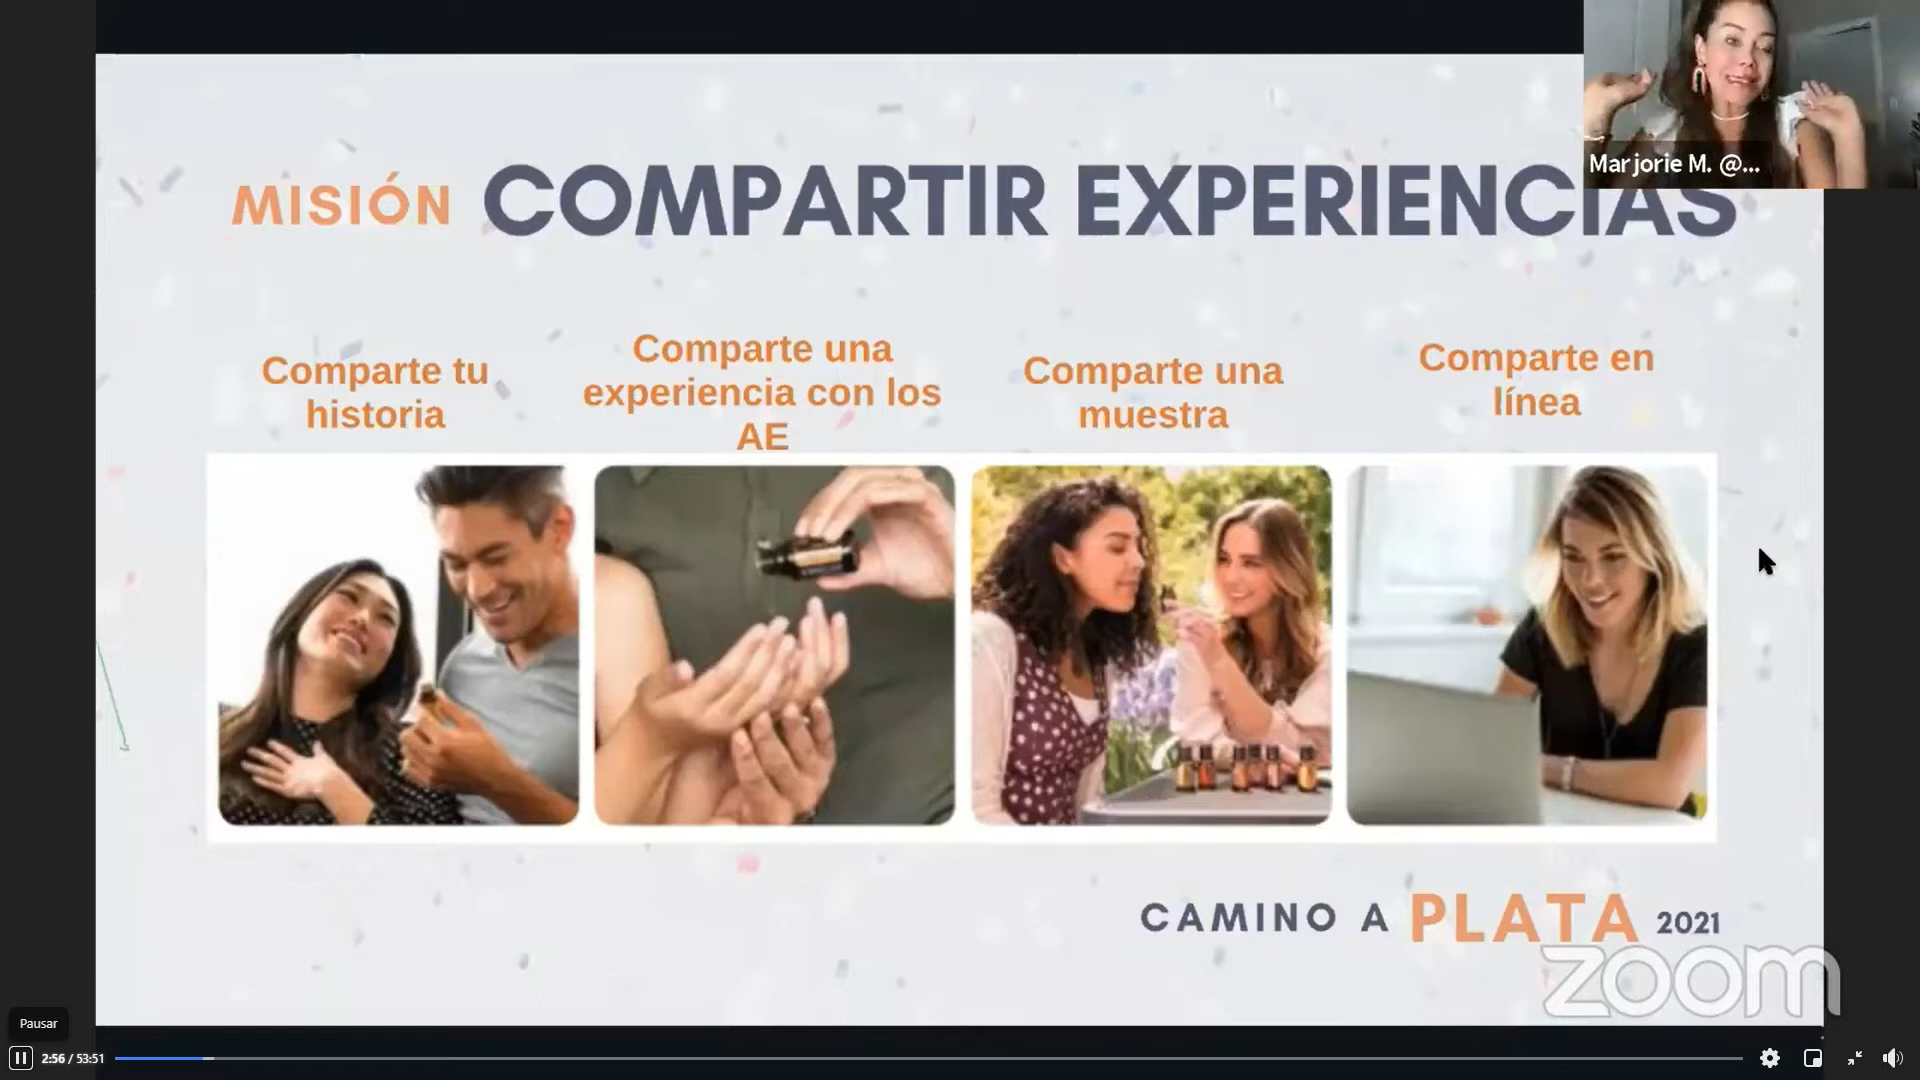 Marjorie M. @...
MISIÓN COMPARTIR EXPERIENCIAS
Comparte tu
historia
Comparte una
experiencia con los
AE
Comparte una
muestra
Comparte en
línea
CAMINO A PLATA 2021
zoom
Pausar
2:56 / 53:51